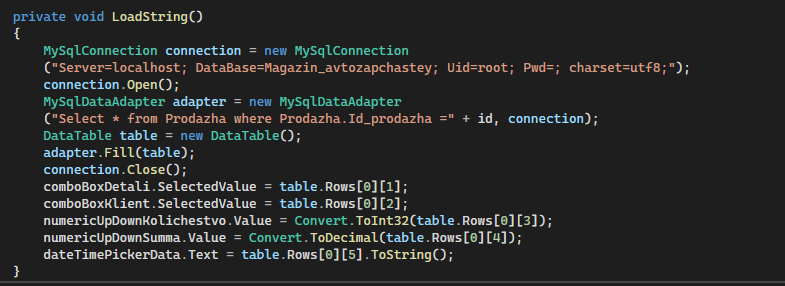 private void LoadString()
{
MySqlConnection connection = new MySqlConnection
("Server=localhost; DataBase=Magazin_avtozapchastey; Uid=root; Pwd=; charset=utf8;");
connection.Open();
MySqlDataAdapter adapter = new MySqlDataAdapter
("Select * from Prodazha where Prodazha.Id_prodazha =" + id, connection);
DataTable table = new DataTable();
adapter.Fill(table);
connection.Close();
comboBoxDetali.SelectedValue = table.Rows[0][1];
comboBoxKlient.SelectedValue = table.Rows[0][2];
numericUpDownKolichestvo.Value = Convert.ToInt32(table.Rows[0][3]);
numericUpDownSumma.Value = Convert.ToDecimal(table.Rows[0][4]);
dateTimePickerData.Text = table.Rows[0][5].ToString();
}